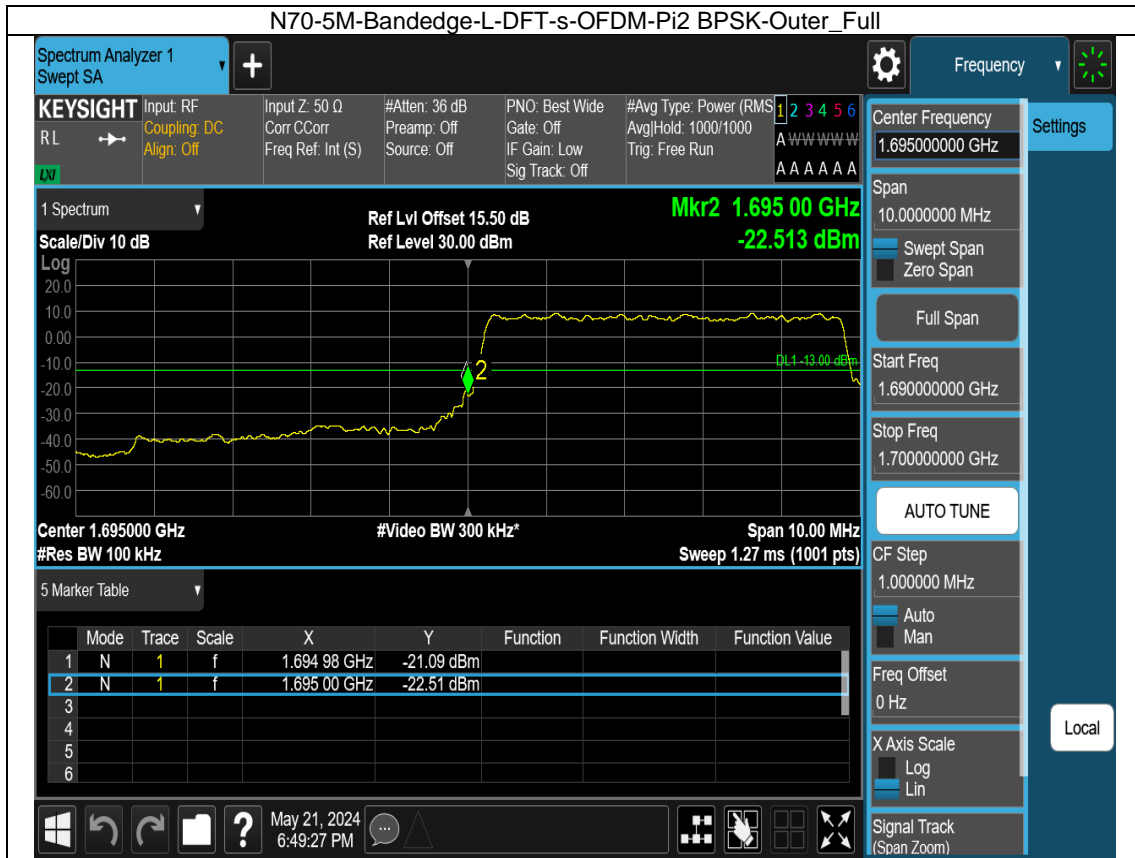 N70-5M-Bandedge-L-DFT-s-OFDM-Pi2 BPSK-Outer_Full
Spectrum Analyzer 1
Swept SA
Frequency
KEYSIGHT
R L
LXI
Input: RF
Coupling: DC
Align: Off
Input Z: 50 Ω
Corr CCorr
Freq Ref: Int (S)
#Atten: 36 dB
Preamp: Off
Source: Off
PNO: Best Wide
Gate: Off
IF Gain: Low
Sig Track: Off
#Avg Type: Power (RMS
Avg|Hold: 1000/1000
Trig: Free Run
1 2 3 4 5 6
A W W W W W
A A A A A A
Center Frequency
1.695000000 GHz
Settings
Span
10.0000000 MHz
Swept Span
Zero Span
Full Span
Start Freq
1.690000000 GHz
Stop Freq
1.700000000 GHz
AUTO TUNE
CF Step
1.000000 MHz
Auto
Man
Freq Offset
0 Hz
X Axis Scale
Log
Lin
Signal Track
(Span Zoom)
Local
1 Spectrum
Scale/Div 10 dB
Ref Lvl Offset 15.50 dB
Ref Level 30.00 dBm
Mkr2 1.695 00 GHz
-22.513 dBm
Log
20.0
10.0
0.00
-10.0
-20.0
-30.0
-40.0
-50.0
-60.0
DL1 -13.00 dBm
2
Center 1.695000 GHz
#Video BW 300 kHz*
Span 10.00 MHz
#Res BW 100 kHz
Sweep 1.27 ms (1001 pts)
5 Marker Table
Mode Trace Scale X Y Function Function Width Function Value
1 N 1 f 1.694 98 GHz -21.09 dBm
2 N 1 f 1.695 00 GHz -22.51 dBm
3
4
5
6
?
May 21, 2024
6:49:27 PM